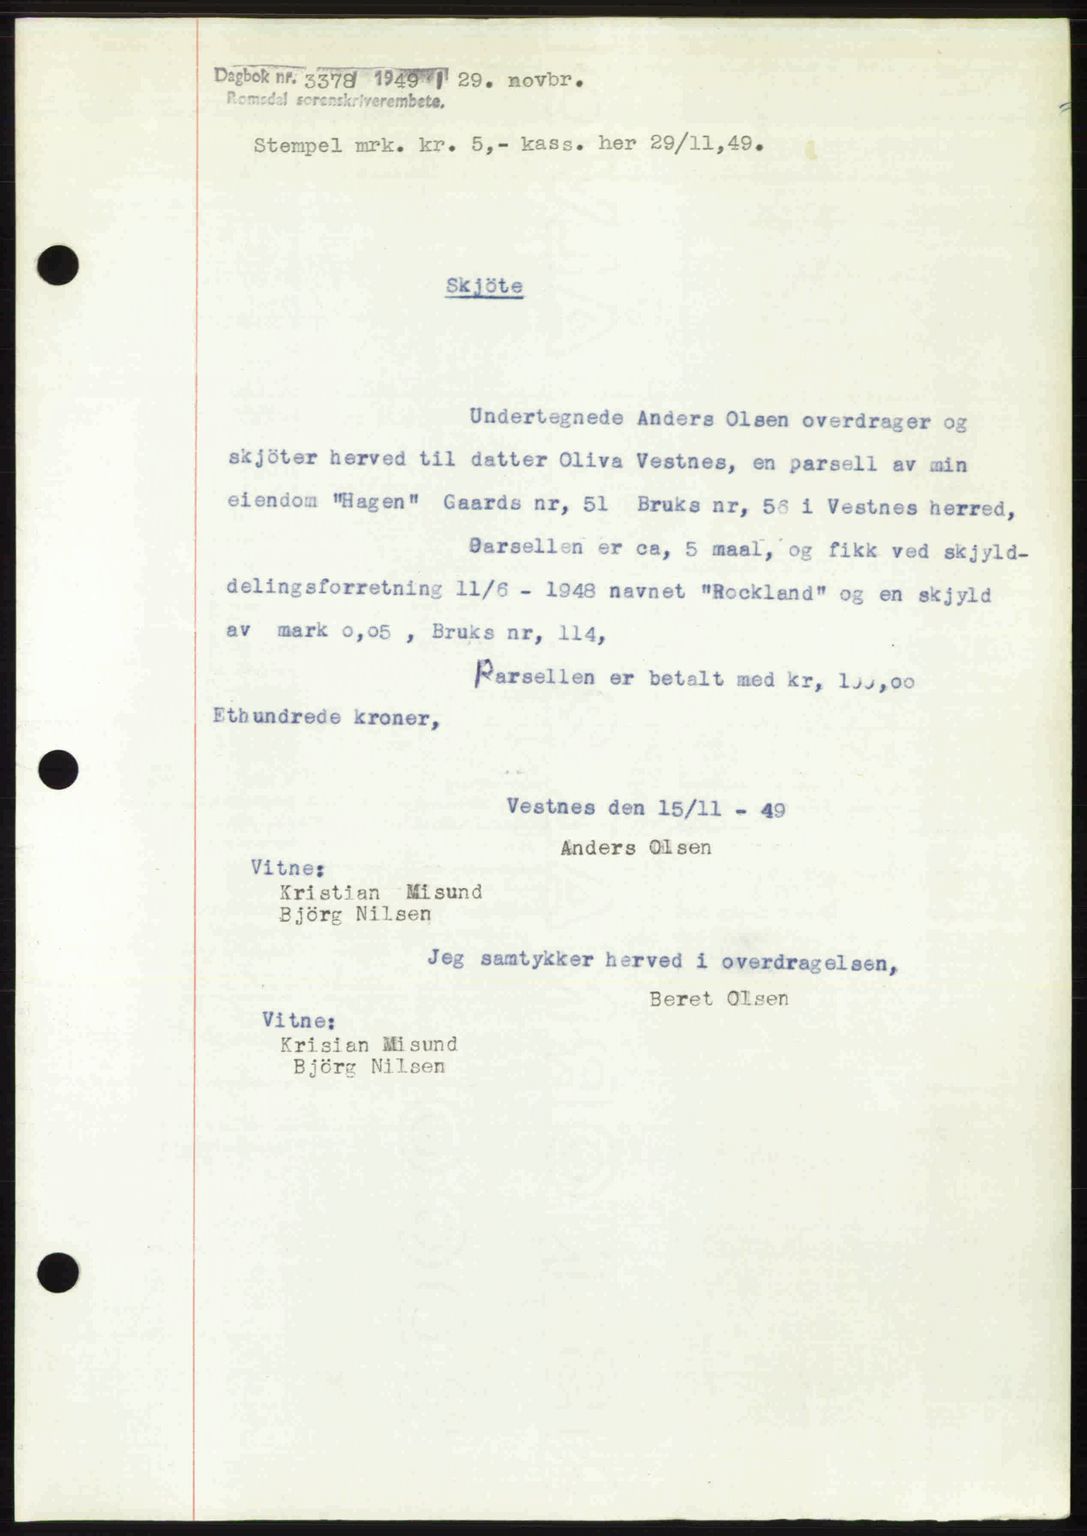 Dagbok nr. 3378/ 1949 29. novbr.
Romsdal sorenskriverembete.
Stempel mrk. kr. 5,- kass. her 29/11,49.
Skjöte
Undertegnede Anders Olsen overdrager og
skjöter herved til datter Oliva Vestnes, en parsell av min
eiendom "Hagen" Gaards nr, 51 Bruks nr, 56 i Vestnes herred,
Parsellen er ca, 5 maal, og fikk ved skjyld-
delingsforretning 11/6 - 1948 navnet "Rockland" og en skjyld
av mark 0,05 , Bruks nr, 114,
Parsellen er betalt med kr, 100,00
Ethundrede kroner,
Vestnes den 15/11 - 49
Anders Olsen
Vitne:
Kristian Misund
Björg Nilsen
Jeg samtykker herved i overdragelsen,
Beret Olsen
Vitne:
Krisian Misund
Björg Nilsen